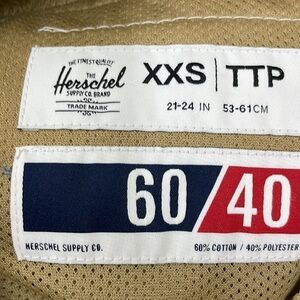 THE FINEST QUALITY
THE
Herschel
SUPPLY CO. BRAND
TRADE MARK
XXS | TTP
21-24 IN 53-61CM
60/40
HERSCHEL SUPPLY CO. 60% COTTON / 40% POLYESTER